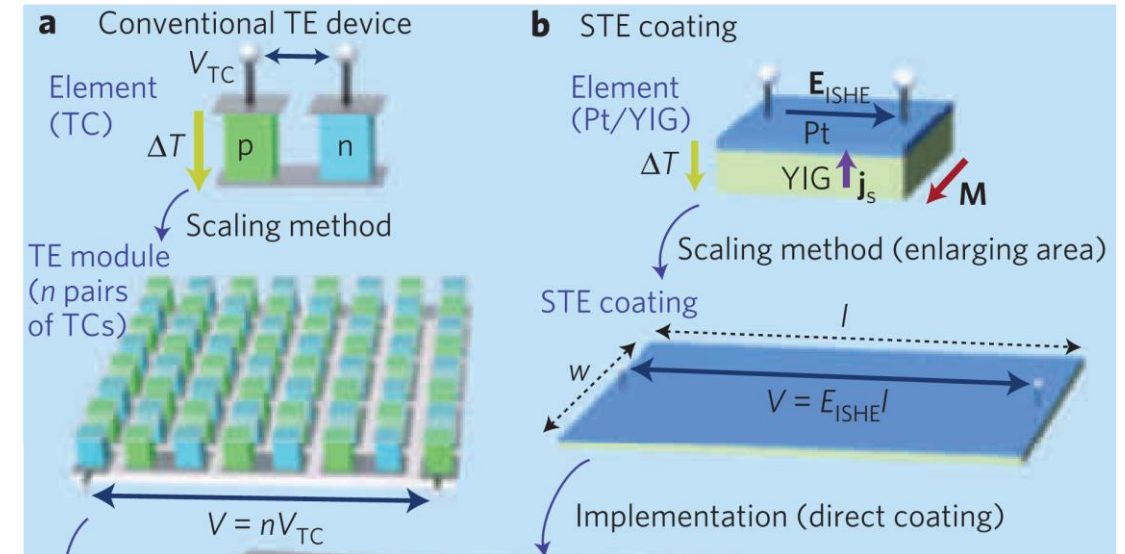 a Conventional TE device
V_TC
Element
(TC)
ΔT
p
n
Scaling method
TE module
(n pairs
of TCs)
V = nV_TC
b STE coating
Element
(Pt/YIG)
E_ISHE
Pt
ΔT
YIG
j_s
M
Scaling method (enlarging area)
STE coating
l
w
V = E_ISHE l
Implementation (direct coating)